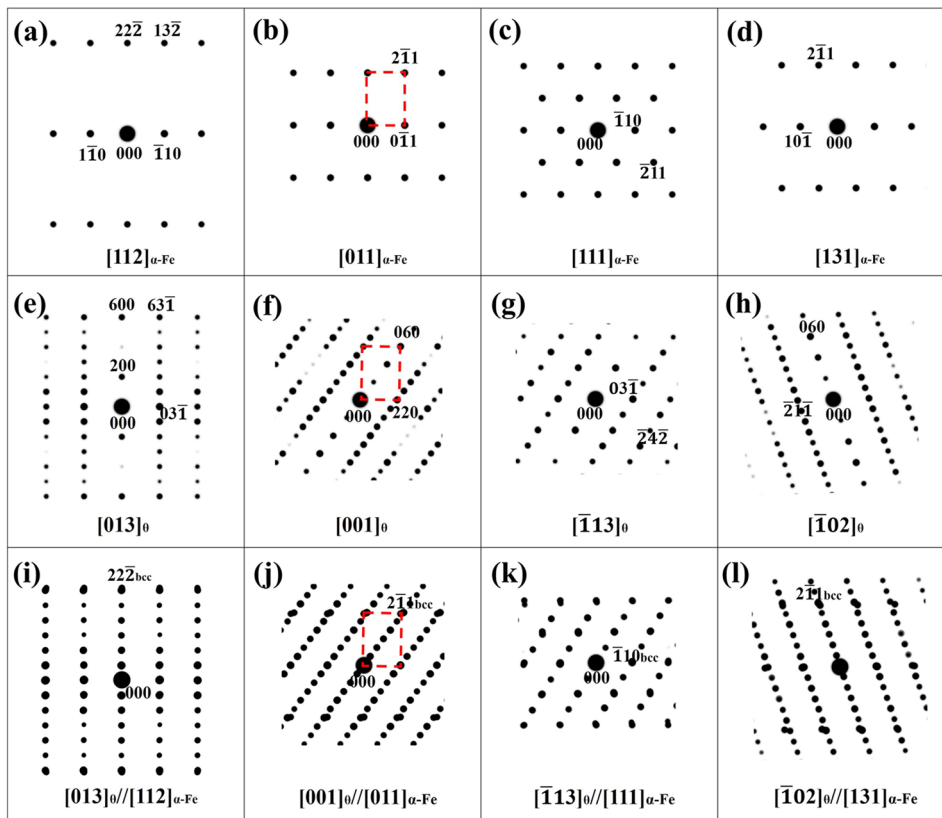 (a) 222̅ 132̅
11̅0 000 1̅10
[112]α-Fe
(b) 21̅1
000 01̅1
[011]α-Fe
(c)
1̅10
000
2̅11
[111]α-Fe
(d) 21̅1
101̅ 000
[131]α-Fe
(e) 600 631̅
200
000 031̅
[013]θ
(f) 060
000 220
[001]θ
(g)
031̅
000
2̅42̅
[1̅13]θ
(h)
060
2̅11̅ 000
[1̅02]θ
(i) 222̅bcc
000
[013]θ//[112]α-Fe
(j) 21̅1bcc
000
[001]θ//[011]α-Fe
(k)
1̅10bcc
000
[1̅13]θ//[111]α-Fe
(l) 21̅1bcc
[1̅02]θ//[131]α-Fe